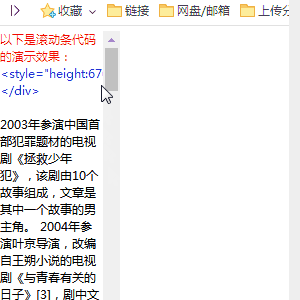 收藏 链接 网盘/邮箱 上传分
以下是滚动条代码
的演示效果：
<style="height:67
</div>
2003年参演中国首
部犯罪题材的电视
剧《拯救少年
犯》，该剧由10个
故事组成，文章是
其中一个故事的男
主角。 2004年参
演叶京导演，改编
自王朔小说的电视
剧《与青春有关的
日子》[3]，剧中文